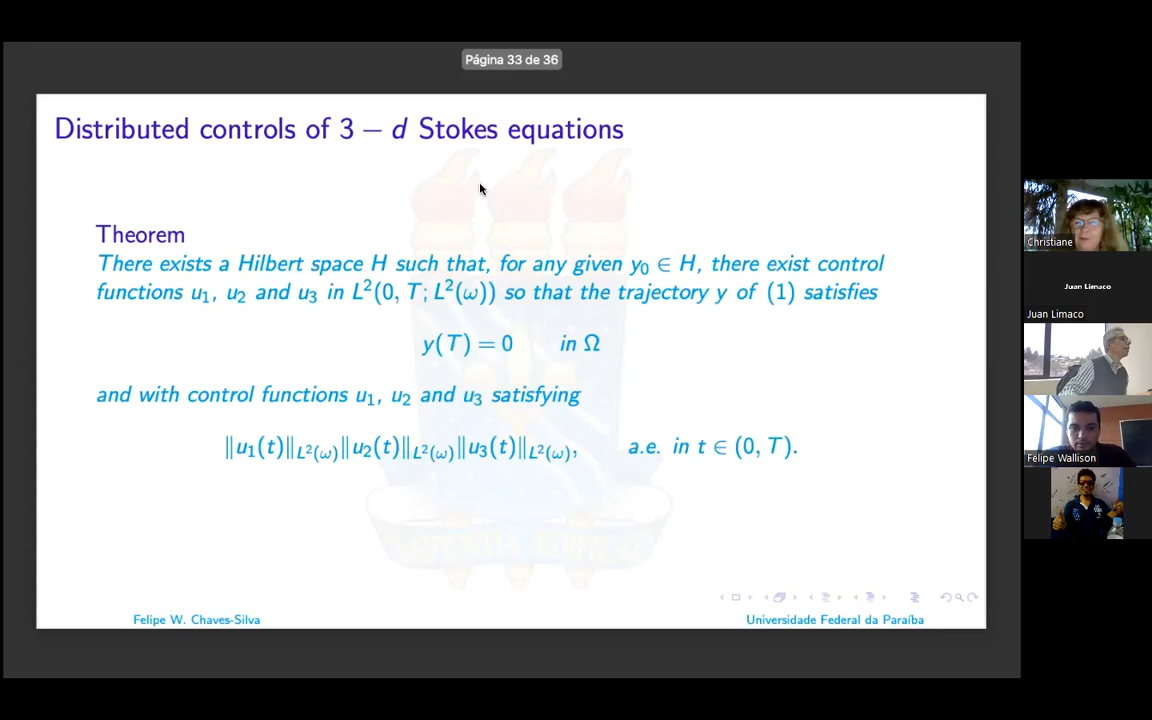 Página 33 de 36
Distributed controls of 3 − d Stokes equations
Theorem
There exists a Hilbert space H such that, for any given y₀ ∈ H, there exist control
functions u₁, u₂ and u₃ in L²(0, T; L²(ω)) so that the trajectory y of (1) satisfies
y(T) = 0 in Ω
and with control functions u₁, u₂ and u₃ satisfying
‖u₁(t)‖_{L²(ω)}‖u₂(t)‖_{L²(ω)}‖u₃(t)‖_{L²(ω)}, a.e. in t ∈ (0, T).
Felipe W. Chaves-Silva
Universidade Federal da Paraíba
Christiane
Juan Limaco
Juan Limaco
Felipe Wallison